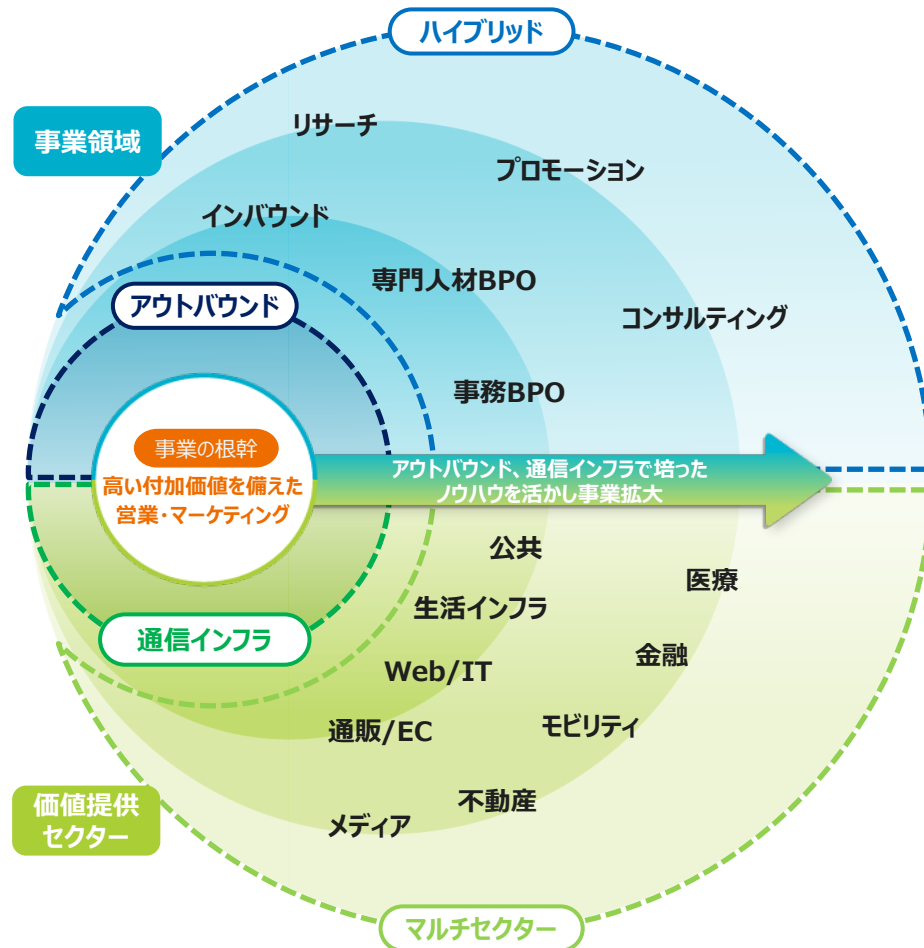 ハイブリッド
事業領域
リサーチ
プロモーション
インバウンド
専門人材BPO
アウトバウンド
コンサルティング
事務BPO
事業の根幹
高い付加価値を備えた
営業・マーケティング
アウトバウンド、通信インフラで培った
ノウハウを活かし事業拡大
公共
医療
生活インフラ
通信インフラ
金融
Web/IT
通販/EC
モビリティ
価値提供
セクター
不動産
メディア
マルチセクター